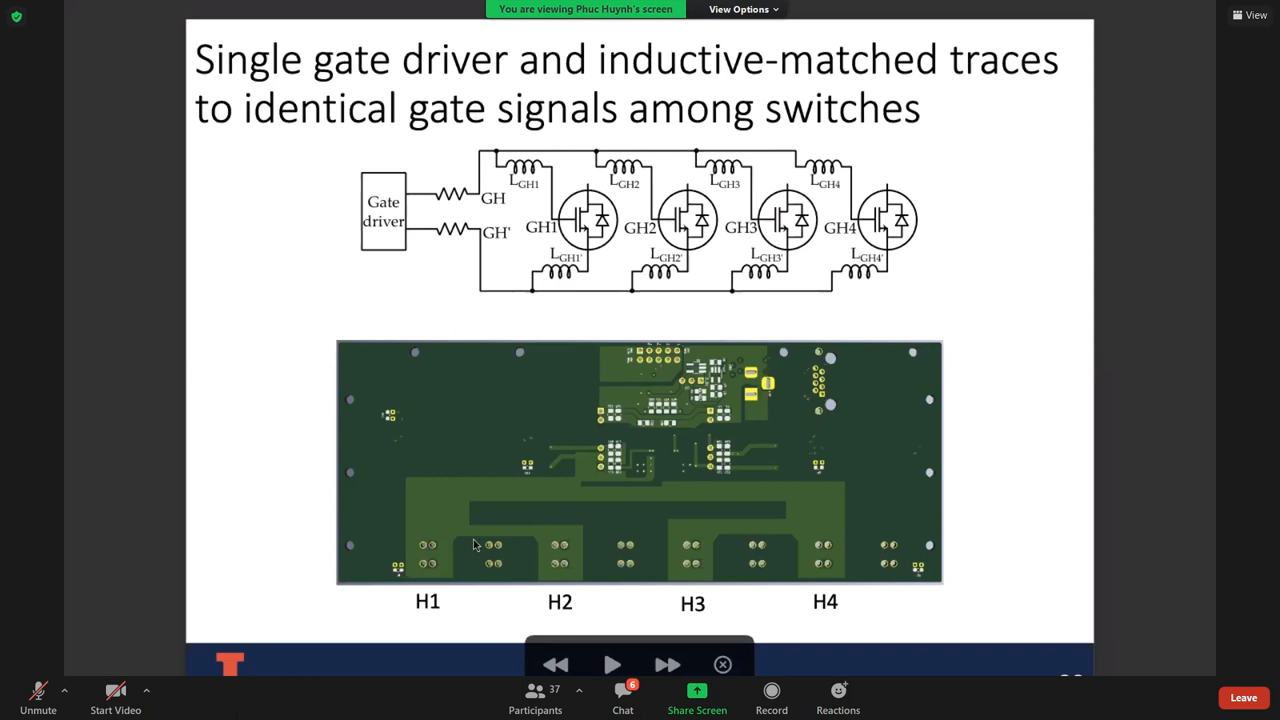 You are viewing Phuc Huynh's screen
View Options
View
Single gate driver and inductive-matched traces
to identical gate signals among switches
LGH1
LGH2
LGH3
LGH4
Gate
driver
GH
GH'
GH1
GH2
GH3
GH4
LGH1'
LGH2'
LGH3'
LGH4'
H1
H2
H3
H4
Unmute
Start Video
37
Participants
6
Chat
Share Screen
Record
Reactions
Leave